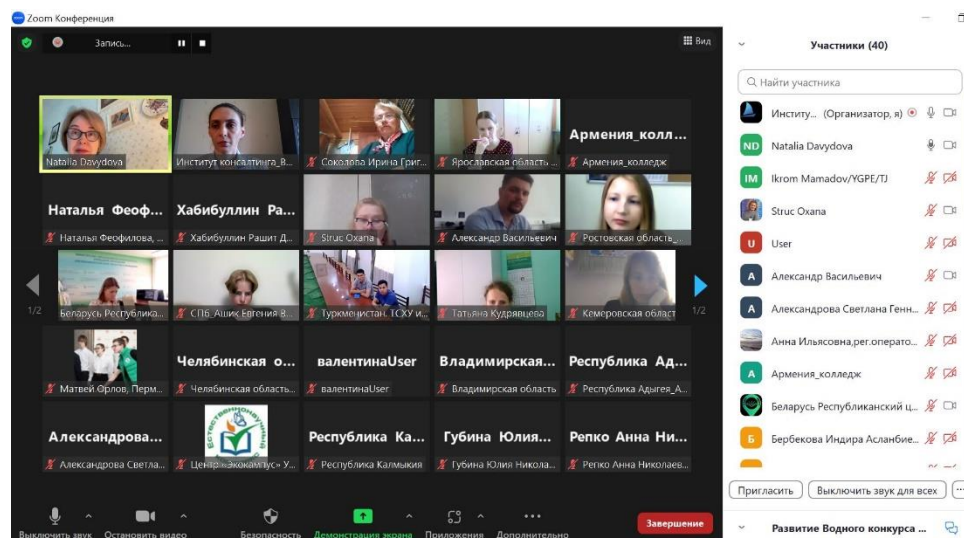 Zoom Конференция
Запись...
Вид
Natalia Davydova
Институт консалтинга_В...
Соколова Ирина Григ...
Ярославская область ...
Армения_колл...
Армения_колледж
Наталья Феоф...
Хабибуллин Ра...
Наталья Феофилова, ...
Хабибуллин Рашит Д...
Struc Oxana
Александр Васильевич
Ростовская область_...
1/2
Беларусь Республика...
СПб_Ашик Евгения В...
Туркменистан. ТСХУ и...
Татьяна Кудрявцева
Кемеровская област
1/2
Челябинская о...
валентинаUser
Владимирская...
Республика Ад...
Матвей Орлов, Перм...
Челябинская область...
валентинаUser
Владимирская область
Республика Адыгея_А...
Александрова...
Республика Ка...
Губина Юлия...
Репко Анна Ни...
Александрова Светла...
Центр «Экокампус» У...
Республика Калмыкия
Губина Юлия Никола...
Репко Анна Николаев...
Выключить звук
Остановить видео
Безопасность
Демонстрация экрана
Приложения
Дополнительно
Завершение
Участники (40)
Найти участника
Институ... (Организатор, я)
ND Natalia Davydova
IM Ikrom Mamadov/YGPE/TJ
Struc Oxana
U User
А Александр Васильевич
А Александрова Светлана Генн...
Анна Ильясовна,рег.операто...
А Армения_колледж
Беларусь Республиканский ц...
Б Бербекова Индира Асланбие...
Пригласить
Выключить звук для всех
...
Развитие Водного конкурса ...